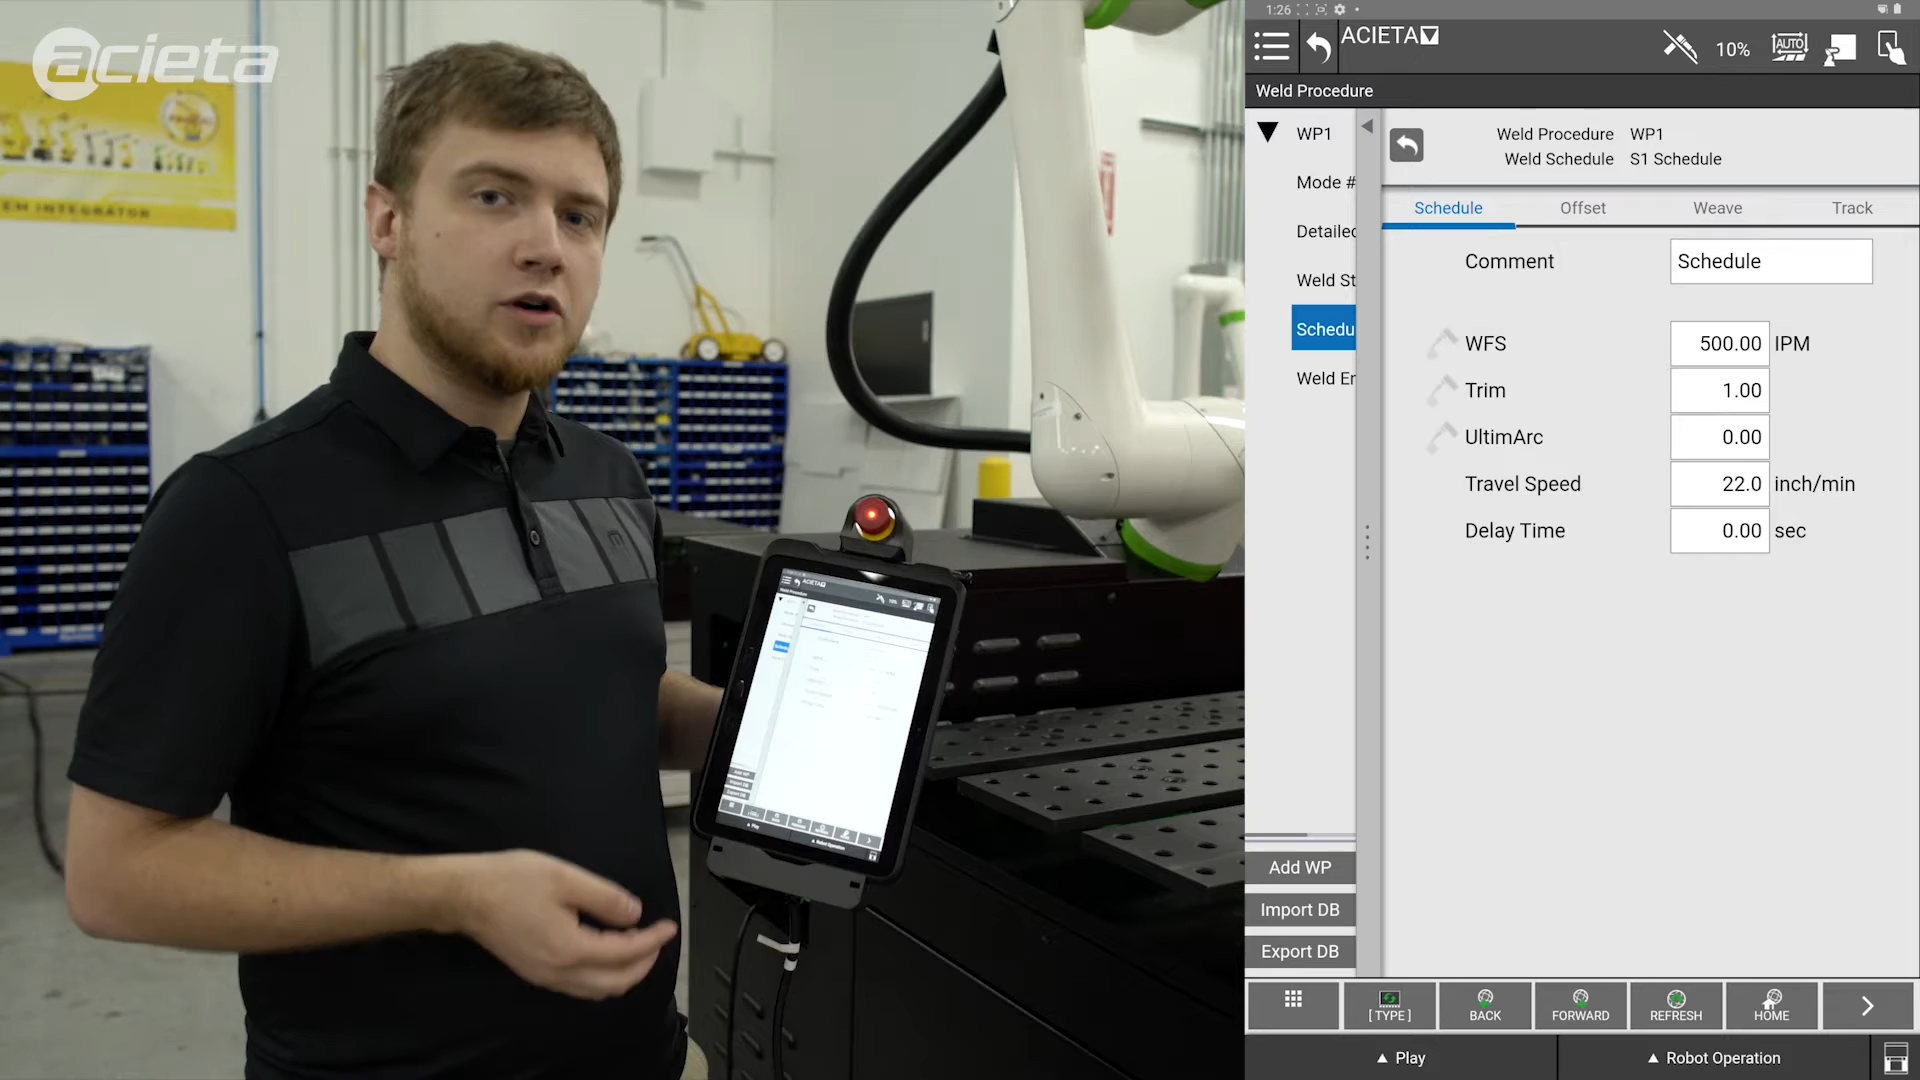 acieta
EM INTEGRATOR
1:26
ACIETA
10%
AUTO
Weld Procedure
WP1
Mode #
Detailed
Weld St
Schedu
Weld Er
Weld Procedure WP1
Weld Schedule S1 Schedule
Schedule Offset Weave Track
Comment Schedule
WFS 500.00 IPM
Trim 1.00
UltimArc 0.00
Travel Speed 22.0 inch/min
Delay Time 0.00 sec
Add WP
Import DB
Export DB
[ TYPE ] BACK FORWARD REFRESH HOME
Play Robot Operation